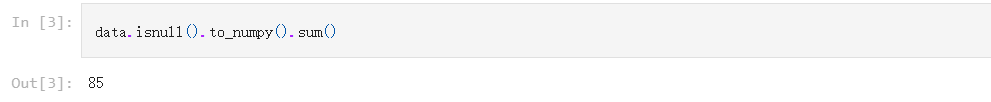 In [3]: data.isnull().to_numpy().sum()
Out[3]: 85